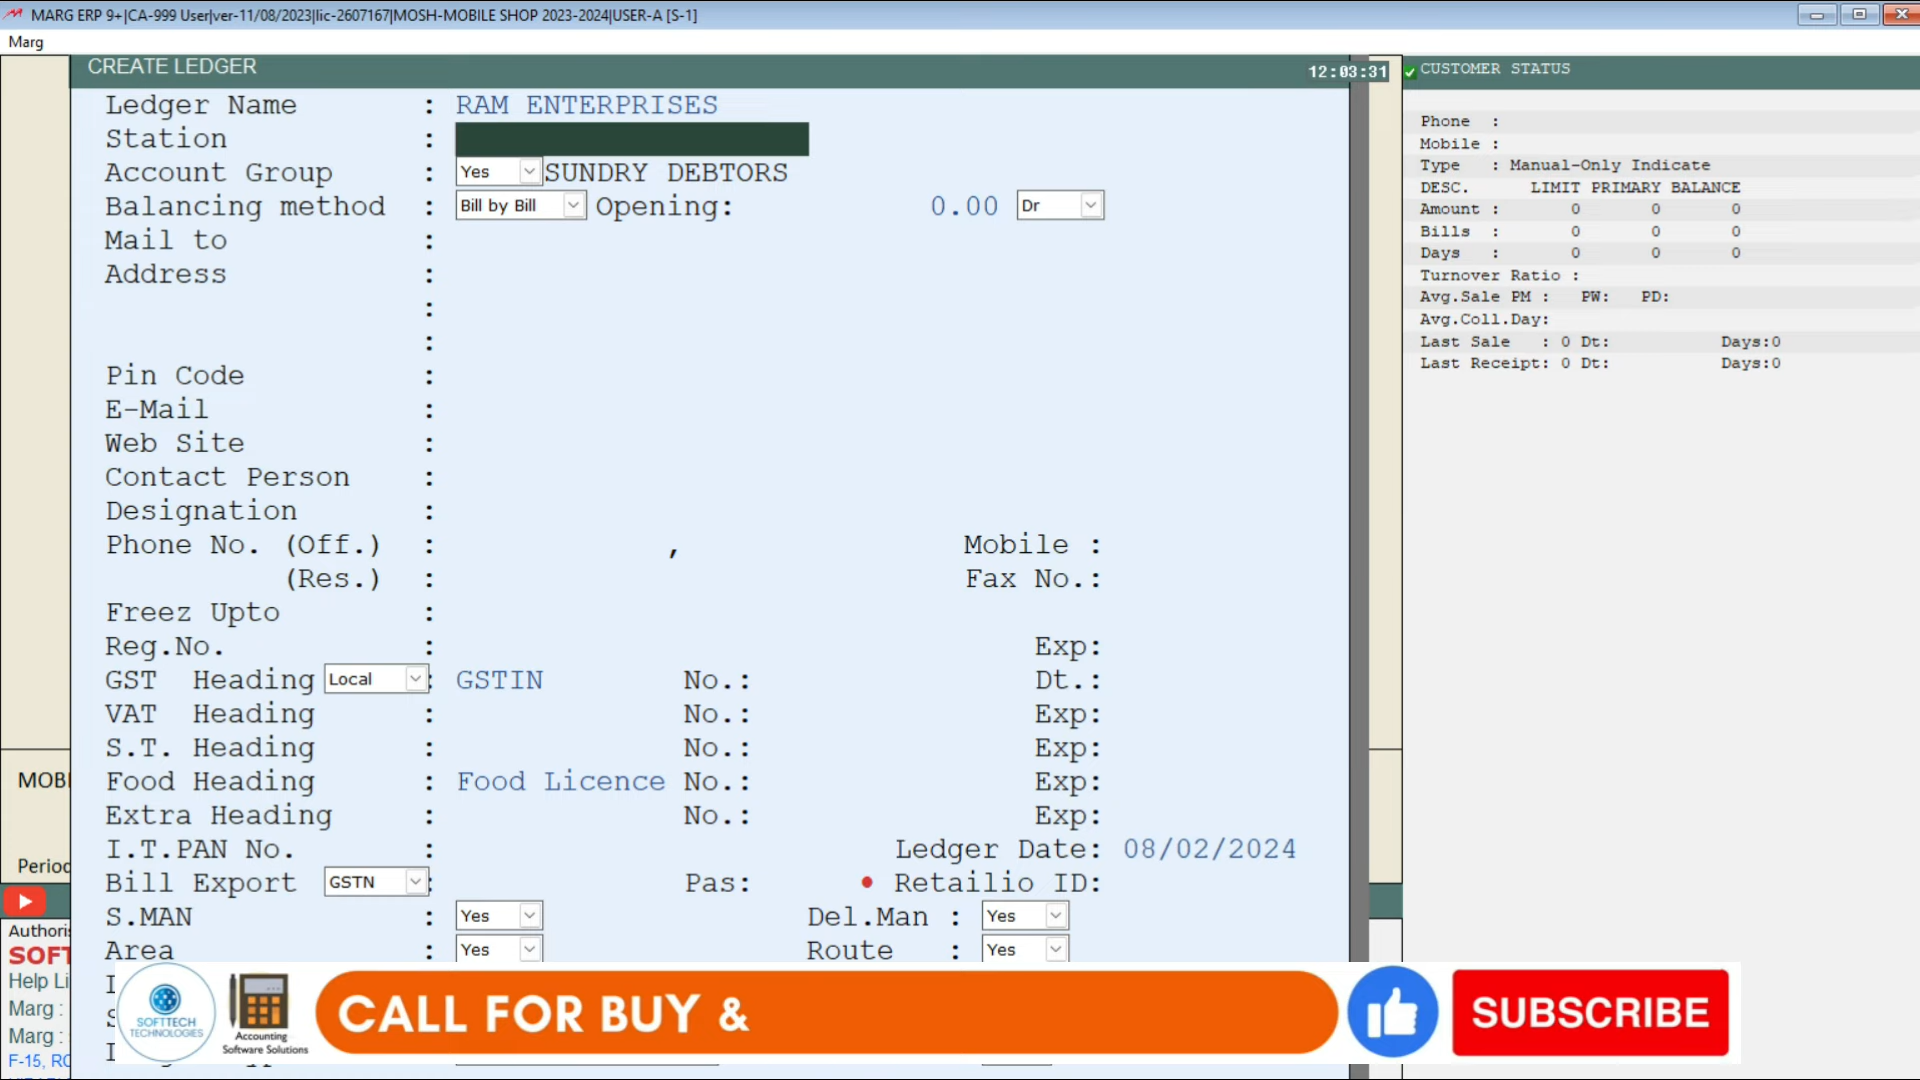 MARG ERP 9+|CA-999 User|ver-11/08/2023|lic-2607167|MOSH-MOBILE SHOP 2023-2024|USER-A [S-1]
Marg
CREATE LEDGER 12:03:31
Ledger Name : RAM ENTERPRISES
Station :
Account Group : Yes SUNDRY DEBTORS
Balancing method : Bill by Bill Opening: 0.00 Dr
Mail to :
Address :
:
:
Pin Code :
E-Mail :
Web Site :
Contact Person :
Designation :
Phone No. (Off.) : , Mobile :
(Res.) : Fax No.:
Freez Upto :
Reg.No. : Exp:
GST Heading Local : GSTIN No.: Dt.:
VAT Heading : No.: Exp:
S.T. Heading : No.: Exp:
Food Heading : Food Licence No.: Exp:
Extra Heading : No.: Exp:
I.T.PAN No. : Ledger Date: 08/02/2024
Bill Export GSTN : Pas: • Retailio ID:
S.MAN : Yes Del.Man : Yes
Area : Yes Route : Yes
CUSTOMER STATUS
Phone :
Mobile :
Type : Manual-Only Indicate
DESC. LIMIT PRIMARY BALANCE
Amount : 0 0 0
Bills : 0 0 0
Days : 0 0 0
Turnover Ratio :
Avg.Sale PM : PW: PD:
Avg.Coll.Day:
Last Sale : 0 Dt: Days:0
Last Receipt: 0 Dt: Days:0
MOBI
Period
Authoris
SOFT
Help Li
Marg :
Marg :
F-15, RO
SOFTTECH
TECHNOLOGIES
Accounting
Software Solutions
CALL FOR BUY &
SUBSCRIBE